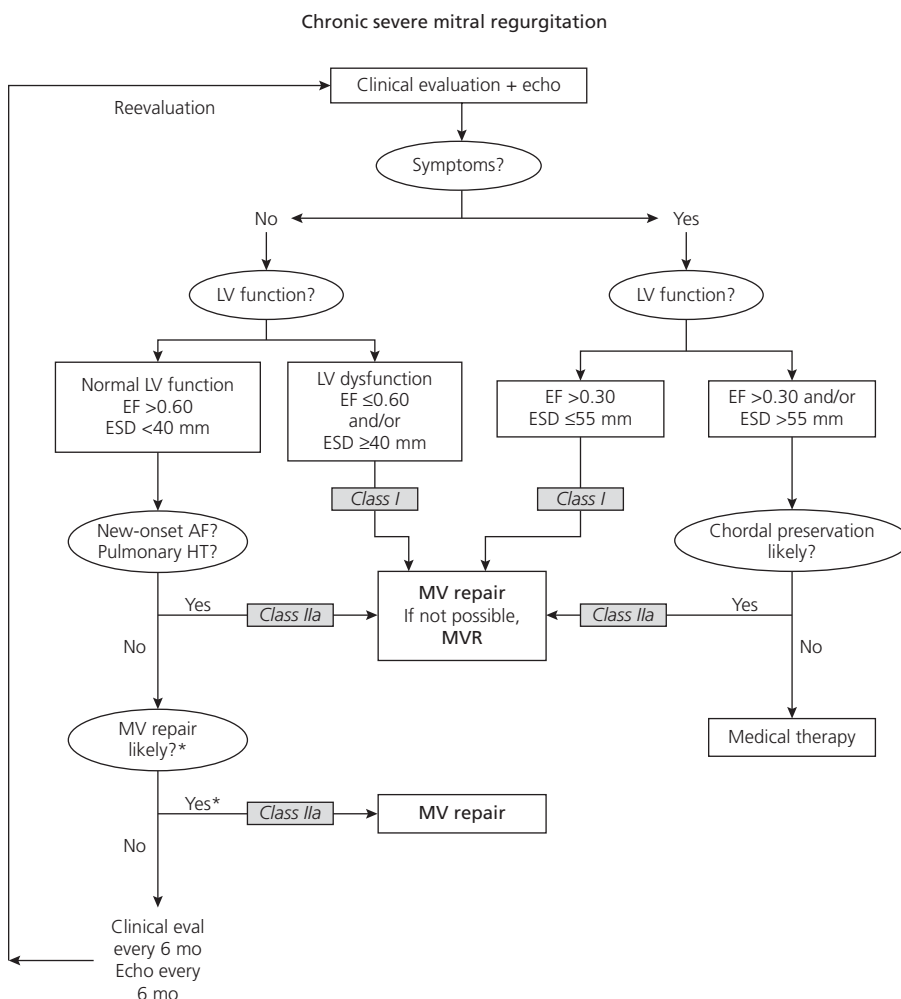 Chronic severe mitral regurgitation
Clinical evaluation + echo
Reevaluation
Symptoms?
No
Yes
LV function?
LV function?
Normal LV function
EF >0.60
ESD <40 mm
LV dysfunction
EF ≤0.60
and/or
ESD ≥40 mm
EF >0.30
ESD ≤55 mm
EF >0.30 and/or
ESD >55 mm
Class I
Class I
New-onset AF?
Pulmonary HT?
Chordal preservation
likely?
MV repair
If not possible,
MVR
Yes
Class IIa
Class IIa
Yes
No
No
MV repair
likely?*
Medical therapy
Yes*
Class IIa
MV repair
No
Clinical eval
every 6 mo
Echo every
6 mo